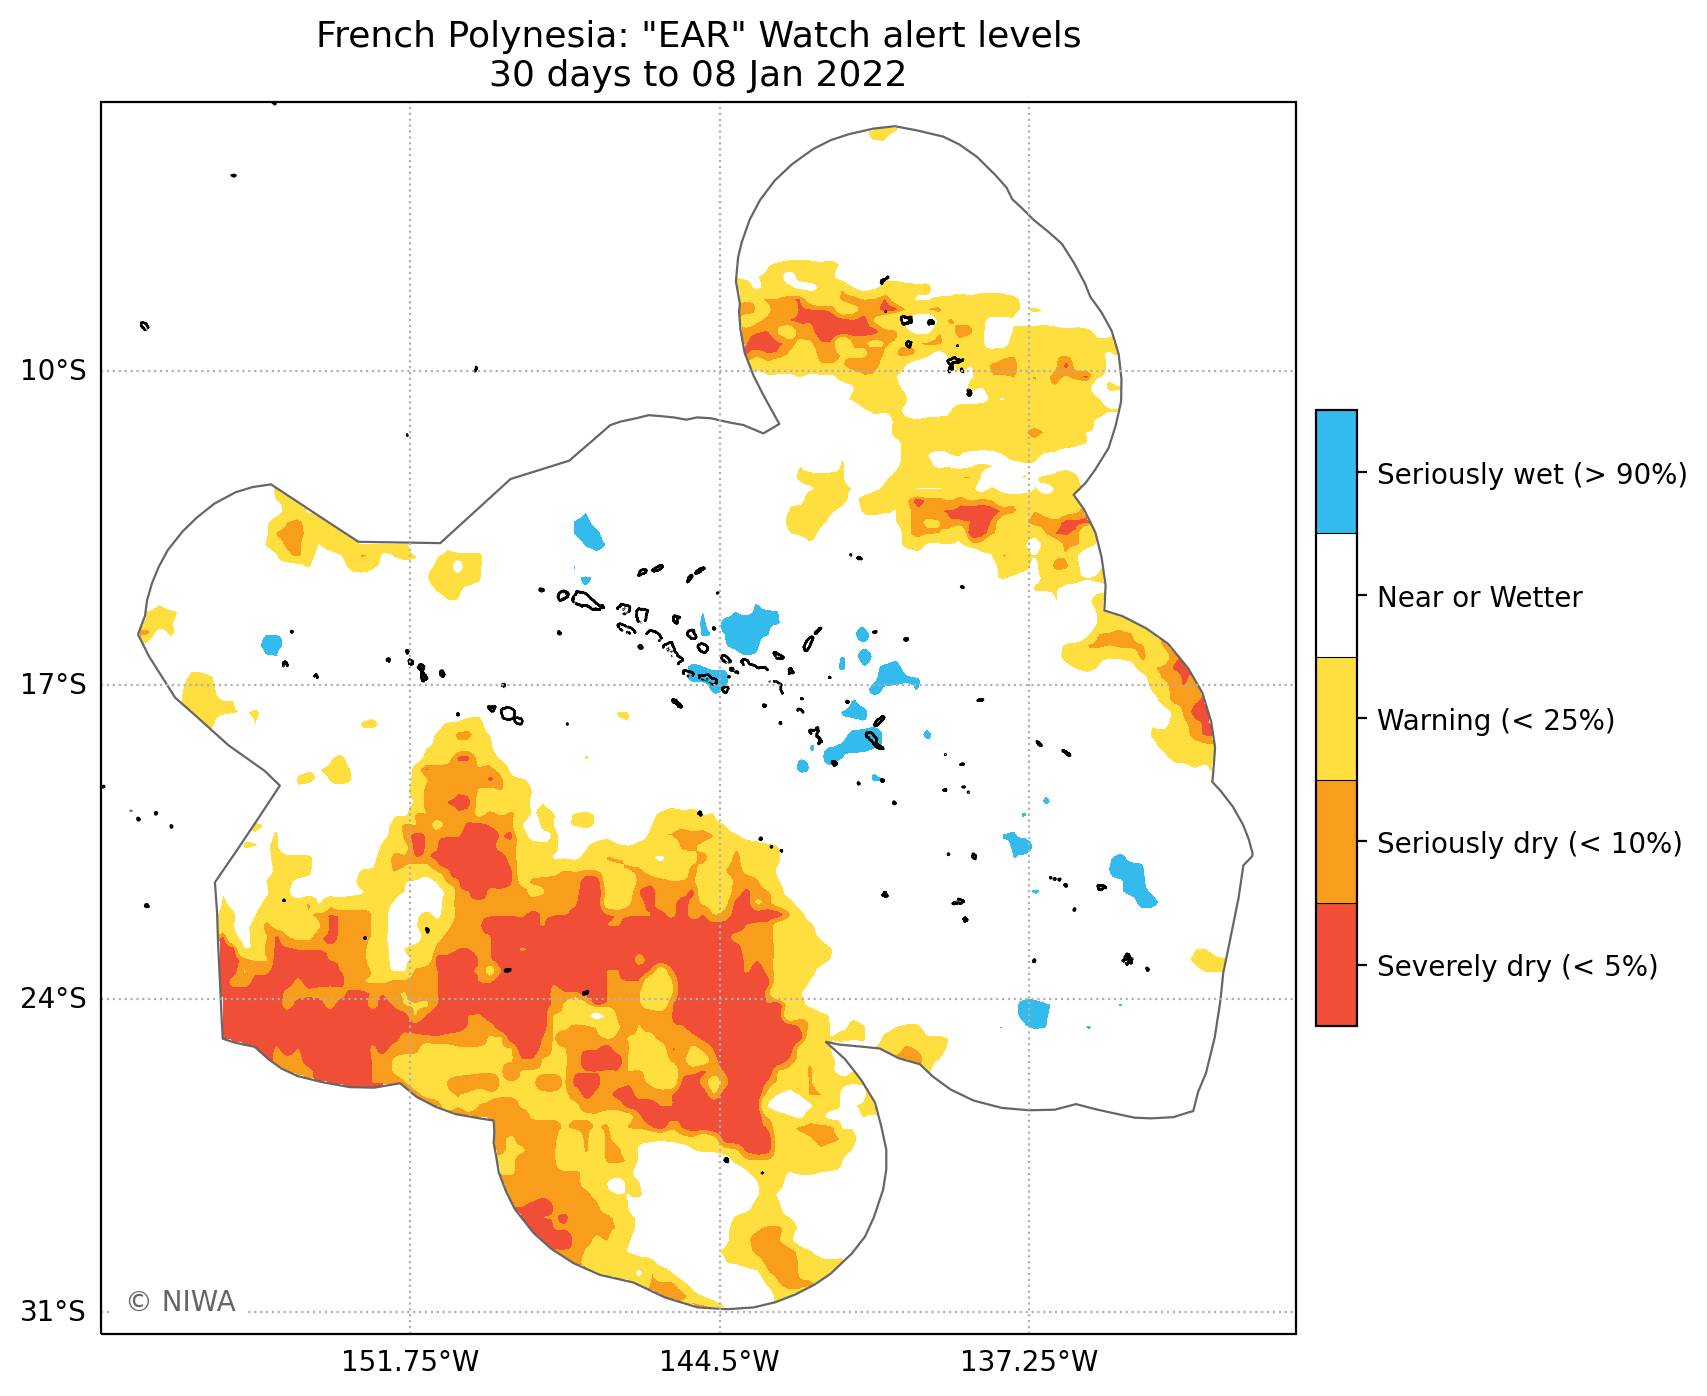 French Polynesia: "EAR" Watch alert levels
30 days to 08 Jan 2022
10°S
17°S
24°S
31°S
151.75°W
144.5°W
137.25°W
© NIWA
Seriously wet (> 90%)
Near or Wetter
Warning (< 25%)
Seriously dry (< 10%)
Severely dry (< 5%)